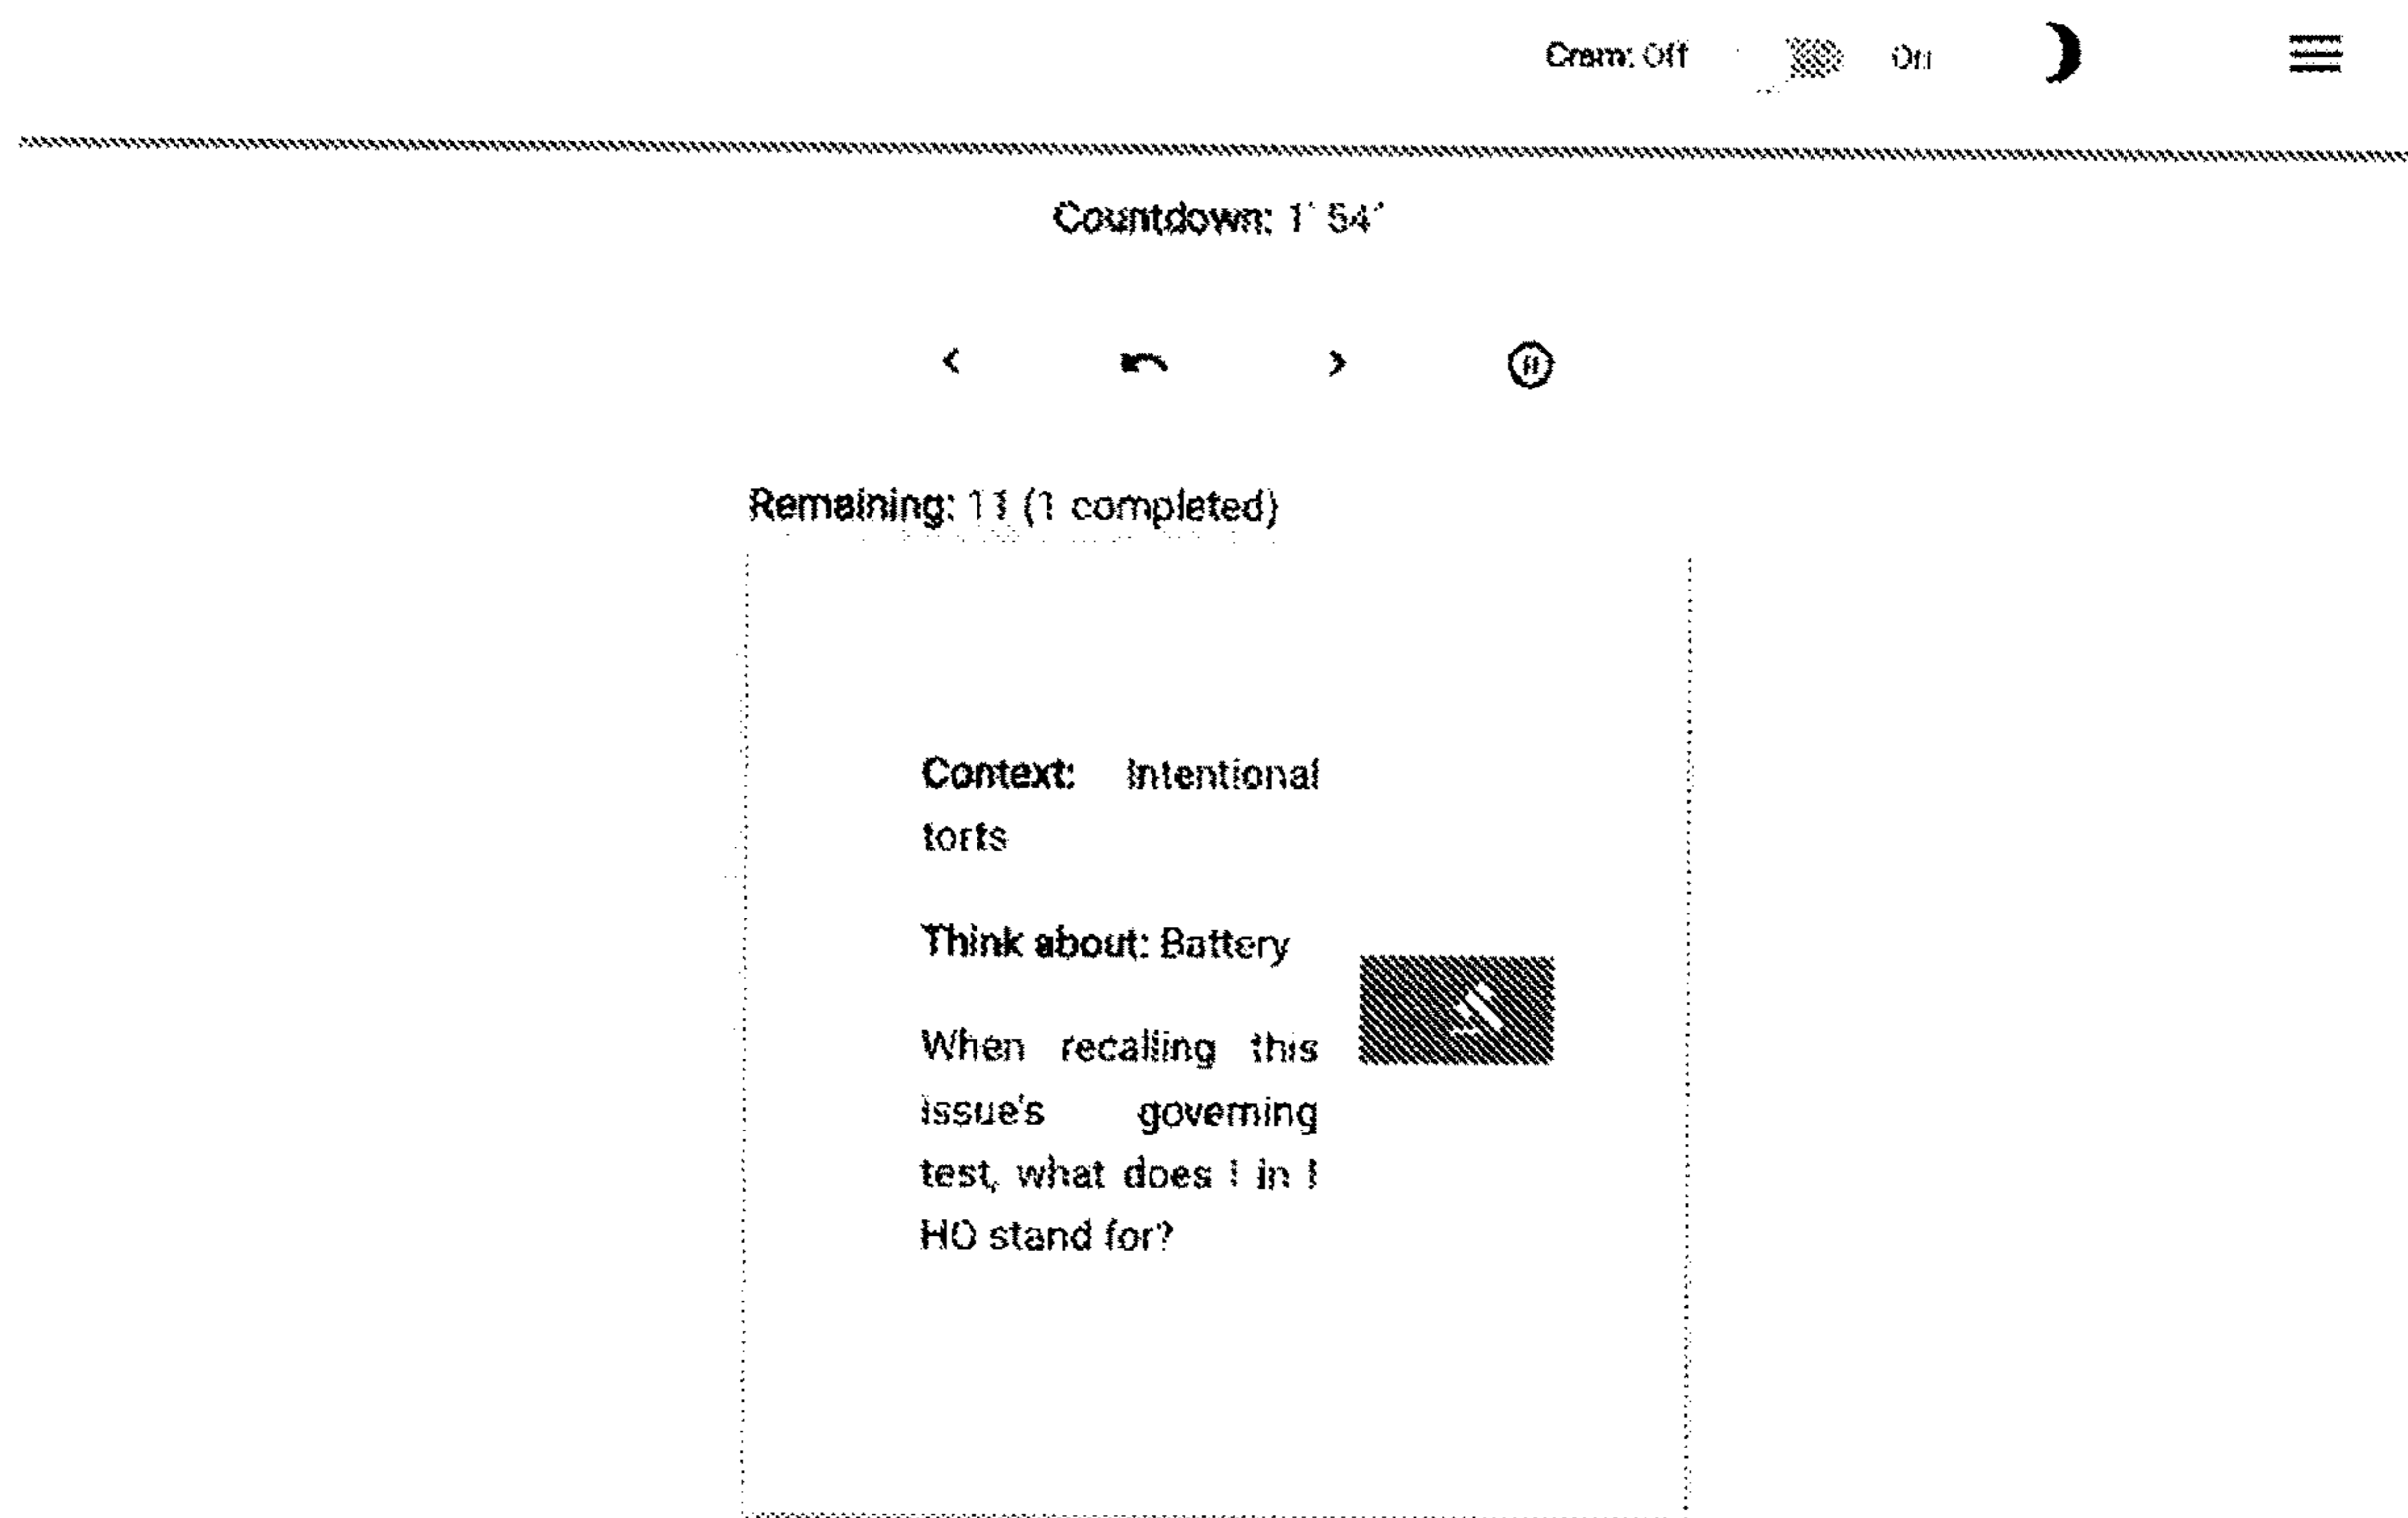 Cram: Off On
Countdown: 1' 54"
Remaining: 11 (1 completed)
Context: Intentional
torts
Think about: Battery
When recalling this
issue's governing
test, what does I in I
HO stand for?